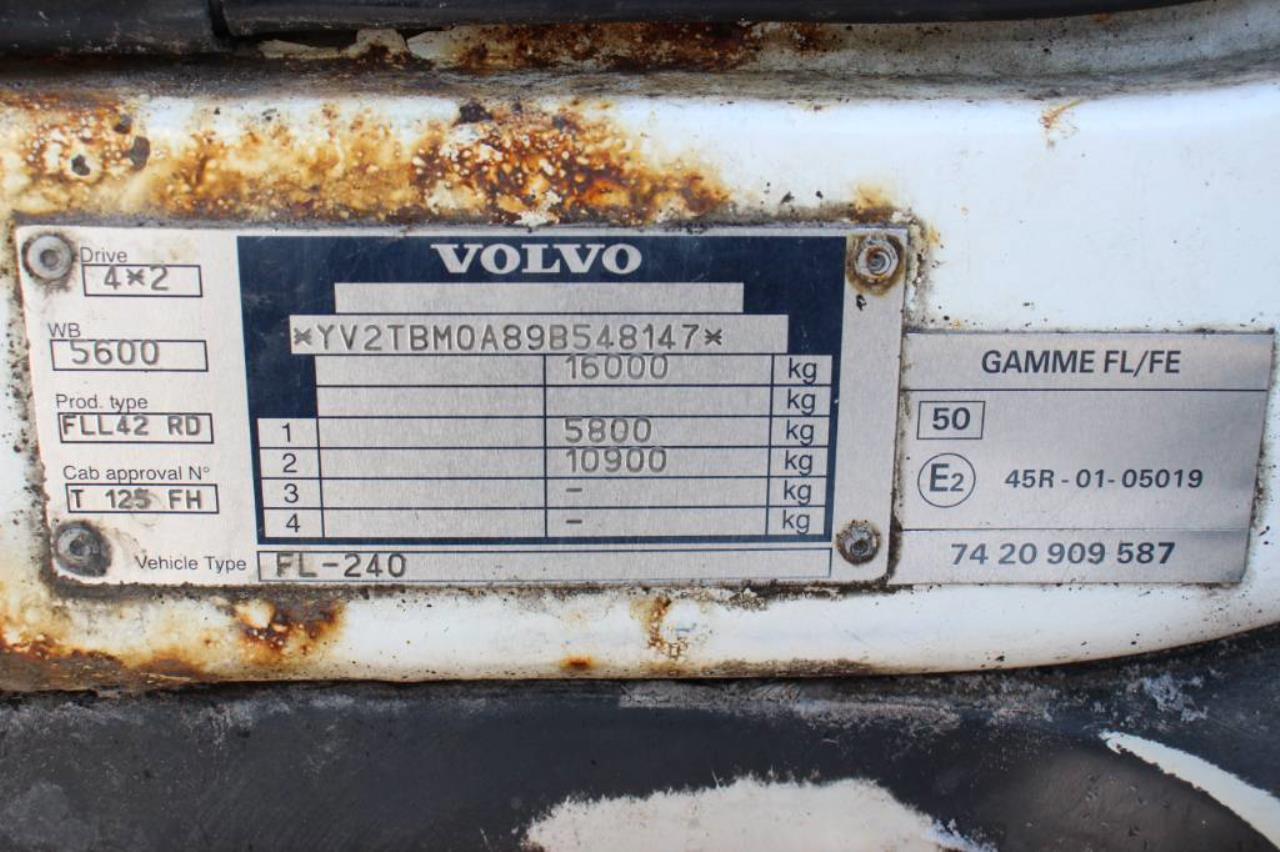 VOLVO
Drive
4*2
WB
5600
Prod. type
FLL42 RD
Cab approval N°
T 125 FH
*YV2TBM0A89B548147*
16000 kg
kg
1 5800 kg
2 10900 kg
3 - kg
4 - kg
Vehicle Type FL-240
GAMME FL/FE
50
E2 45R-01-05019
74 20 909 587